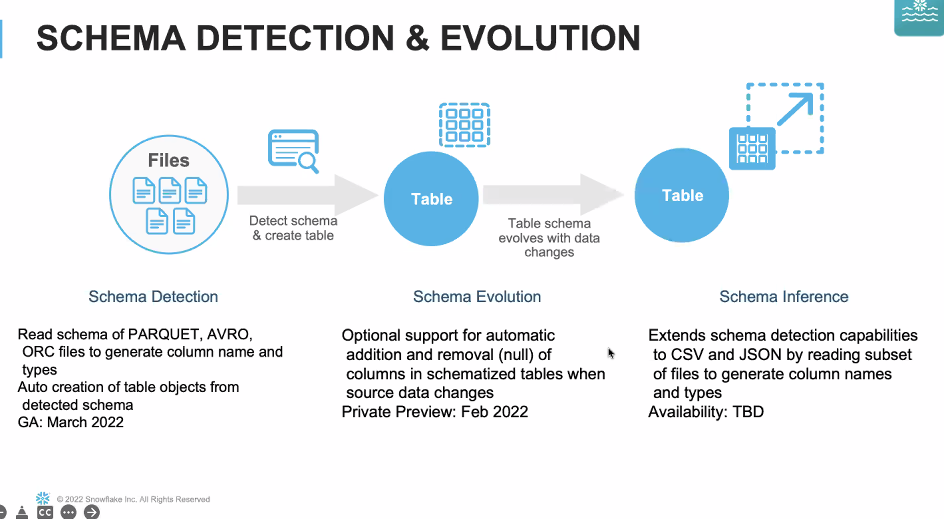 SCHEMA DETECTION & EVOLUTION
Files
Detect schema
& create table
Table
Table schema
evolves with data
changes
Table
Schema Detection
Read schema of PARQUET, AVRO,
ORC files to generate column name and
types
Auto creation of table objects from
detected schema
GA: March 2022
Schema Evolution
Optional support for automatic
addition and removal (null) of
columns in schematized tables when
source data changes
Private Preview: Feb 2022
Schema Inference
Extends schema detection capabilities
to CSV and JSON by reading subset
of files to generate column names
and types
Availability: TBD
© 2022 Snowflake Inc. All Rights Reserved
CC